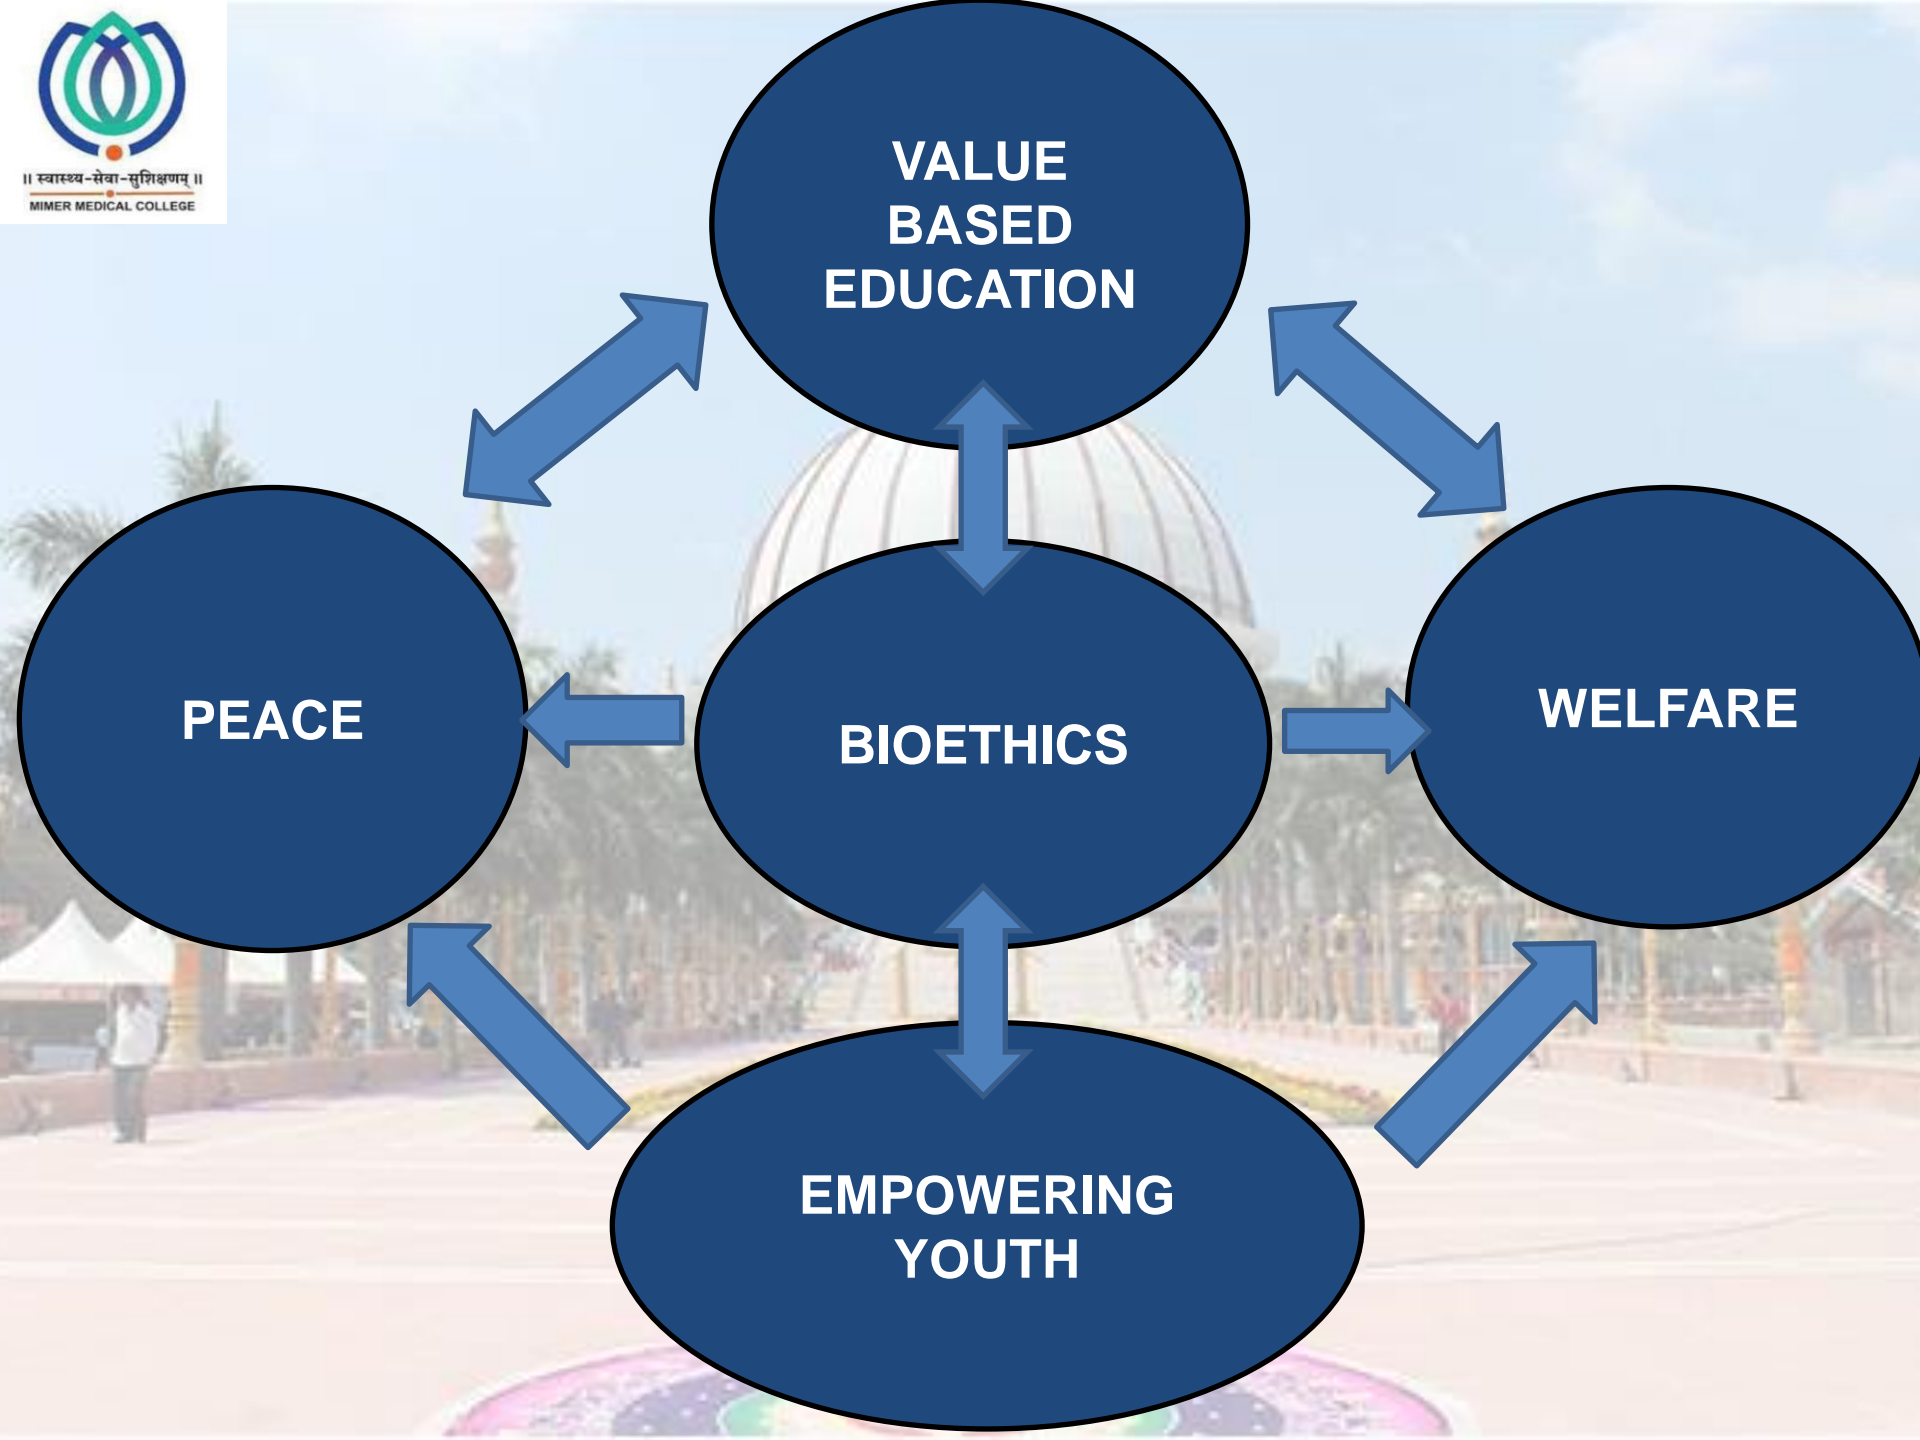 ॥ स्वास्थ्य-सेवा-सुशिक्षणम् ॥
MIMER MEDICAL COLLEGE
VALUE
BASED
EDUCATION
PEACE
BIOETHICS
WELFARE
EMPOWERING
YOUTH